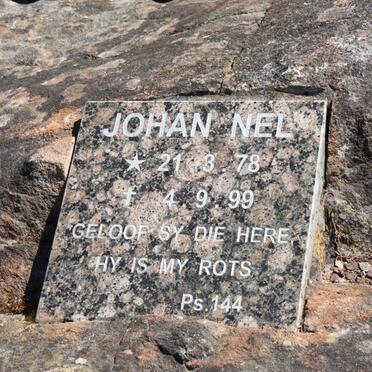 JOHAN NEL
★ 21.3.78
† 4.9.99
GELOOF SY DIE HERE
HY IS MY ROTS
Ps.144